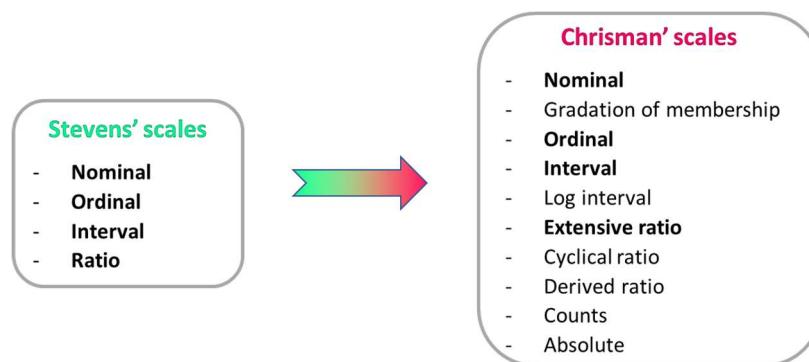 Stevens' scales
- Nominal
- Ordinal
- Interval
- Ratio
Chrisman' scales
- Nominal
- Gradation of membership
- Ordinal
- Interval
- Log interval
- Extensive ratio
- Cyclical ratio
- Derived ratio
- Counts
- Absolute